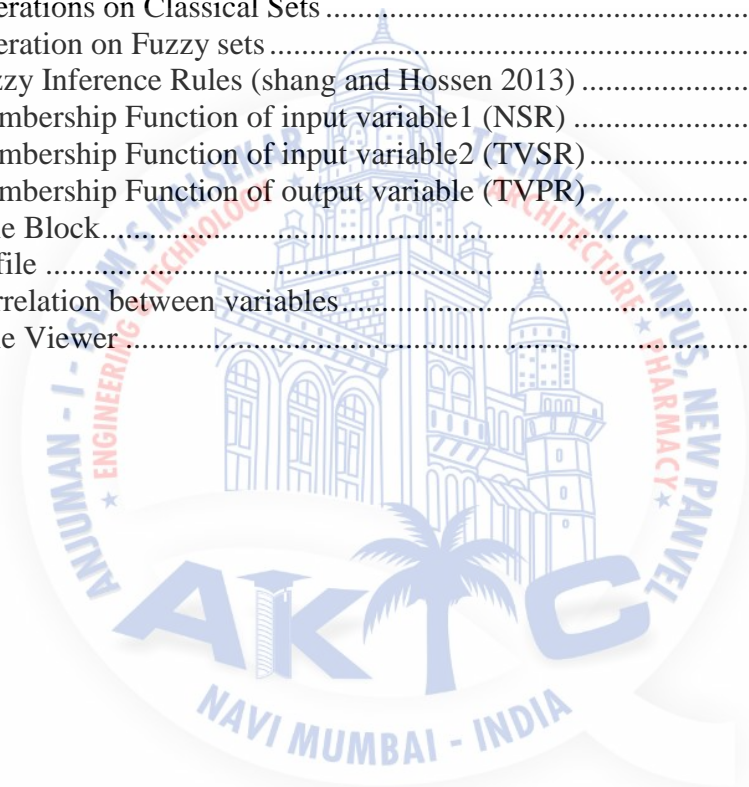 erations on Classical Sets
eration on Fuzzy sets
zzy Inference Rules (shang and Hossen 2013)
mbership Function of input variable1 (NSR)
mbership Function of input variable2 (TVSR)
mbership Function of output variable (TVPR)
le Block
file
rrelation between variables
le Viewer
ANJUMAN - I - ISLAM'S KALSEKAR TECHNICAL CAMPUS, NEW PANVEL
ENGINEERING & TECHNOLOGY ★ ★ ARCHITECTURE ★ PHARMACY ★
AKTC
NAVI MUMBAI - INDIA